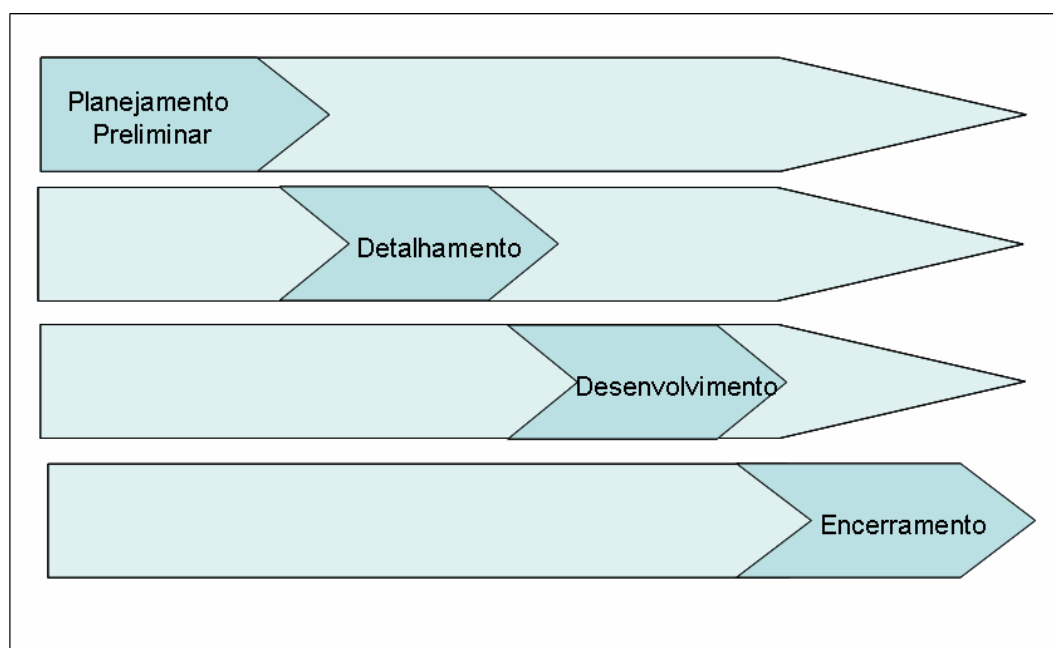 Planejamento
Preliminar
Detalhamento
Desenvolvimento
Encerramento